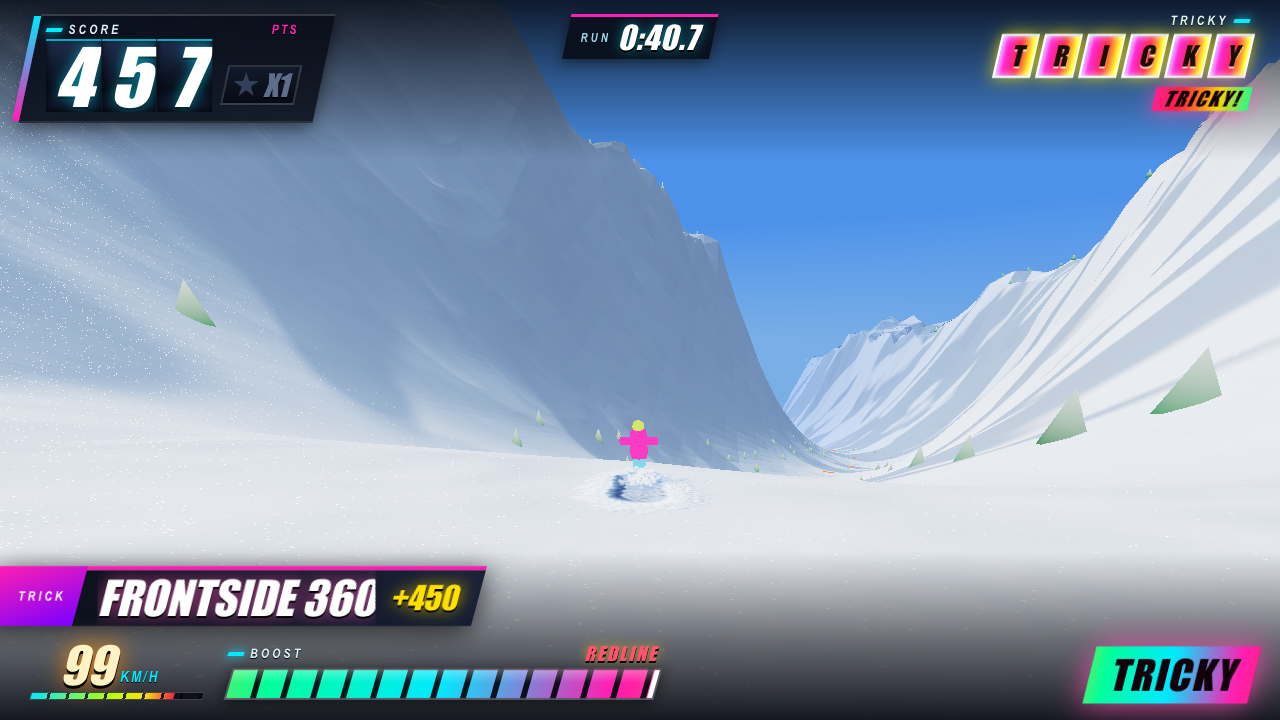 SCORE
PTS
457
X1
RUN 0:40.7
TRICKY
TRICKY
TRICKY!
TRICK
FRONTSIDE 360
+450
99 KM/H
BOOST
REDLINE
TRICKY